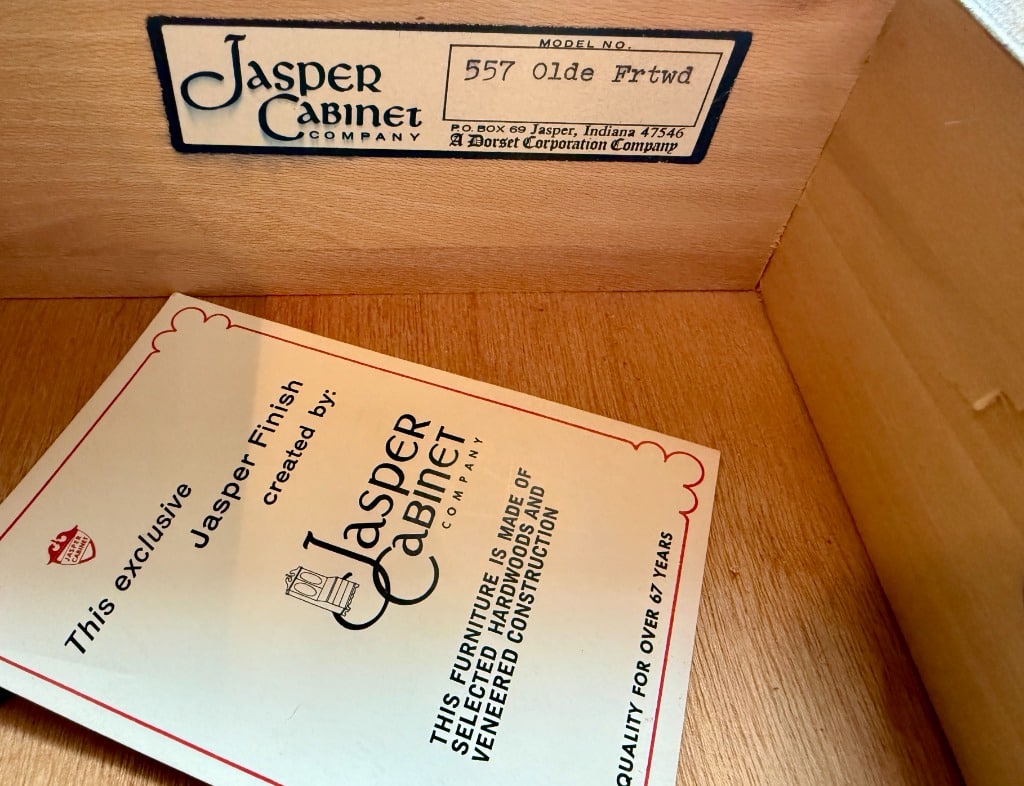 JASPER
CABINET
COMPANY
MODEL NO.
557 Olde Frtwd
P.O. BOX 69 Jasper, Indiana 47546
A Dorset Corporation Company
JASPER
CABINET
This exclusive
Jasper Finish
created by:
JASPER
CABINET
COMPANY
THIS FURNITURE IS MADE OF
SELECTED HARDWOODS AND
VENEERED CONSTRUCTION
QUALITY FOR OVER 67 YEARS